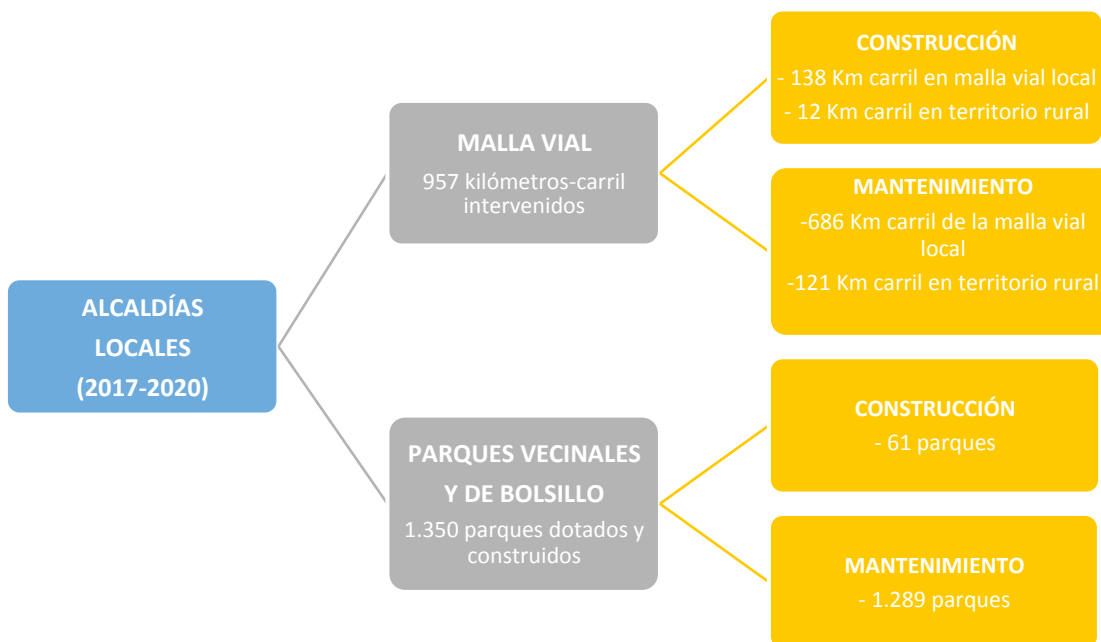 ALCALDÍAS
LOCALES
(2017-2020)
MALLA VIAL
957 kilómetros-carril
intervenidos
CONSTRUCCIÓN
- 138 Km carril en malla vial local
- 12 Km carril en territorio rural
MANTENIMIENTO
-686 Km carril de la malla vial
local
-121 Km carril en territorio rural
PARQUES VECINALES
Y DE BOLSILLO
1.350 parques dotados y
construidos
CONSTRUCCIÓN
- 61 parques
MANTENIMIENTO
- 1.289 parques